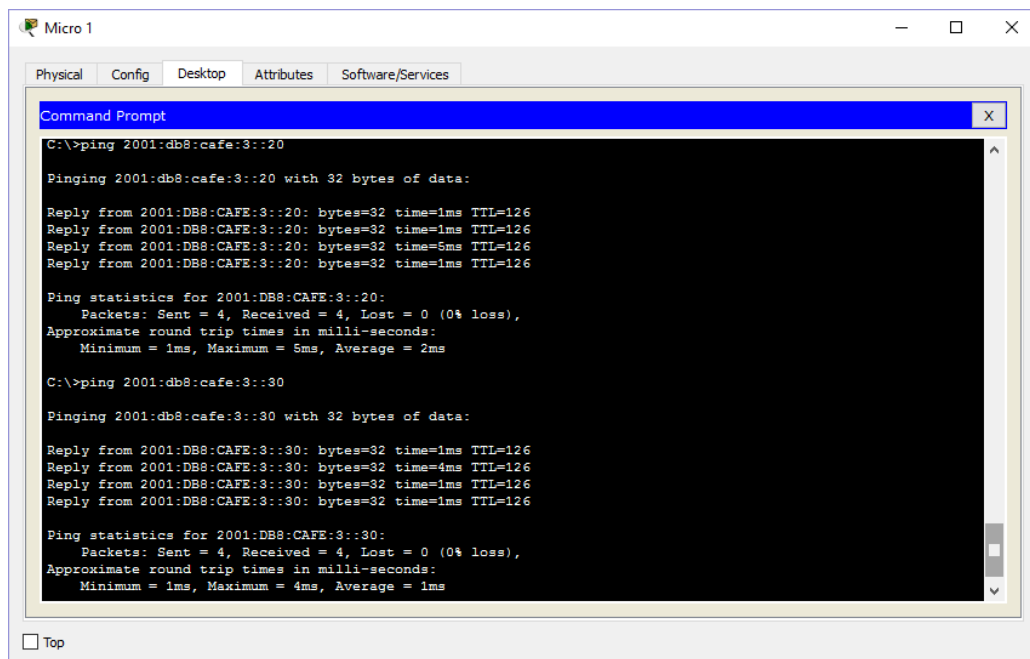 Micro 1
Physical Config Desktop Attributes Software/Services
Command Prompt X
C:\>ping 2001:db8:cafe:3::20
Pinging 2001:db8:cafe:3::20 with 32 bytes of data:
Reply from 2001:DB8:CAFE:3::20: bytes=32 time=1ms TTL=126
Reply from 2001:DB8:CAFE:3::20: bytes=32 time=1ms TTL=126
Reply from 2001:DB8:CAFE:3::20: bytes=32 time=5ms TTL=126
Reply from 2001:DB8:CAFE:3::20: bytes=32 time=1ms TTL=126
Ping statistics for 2001:DB8:CAFE:3::20:
Packets: Sent = 4, Received = 4, Lost = 0 (0% loss),
Approximate round trip times in milli-seconds:
Minimum = 1ms, Maximum = 5ms, Average = 2ms
C:\>ping 2001:db8:cafe:3::30
Pinging 2001:db8:cafe:3::30 with 32 bytes of data:
Reply from 2001:DB8:CAFE:3::30: bytes=32 time=1ms TTL=126
Reply from 2001:DB8:CAFE:3::30: bytes=32 time=4ms TTL=126
Reply from 2001:DB8:CAFE:3::30: bytes=32 time=1ms TTL=126
Reply from 2001:DB8:CAFE:3::30: bytes=32 time=1ms TTL=126
Ping statistics for 2001:DB8:CAFE:3::30:
Packets: Sent = 4, Received = 4, Lost = 0 (0% loss),
Approximate round trip times in milli-seconds:
Minimum = 1ms, Maximum = 4ms, Average = 1ms
Top